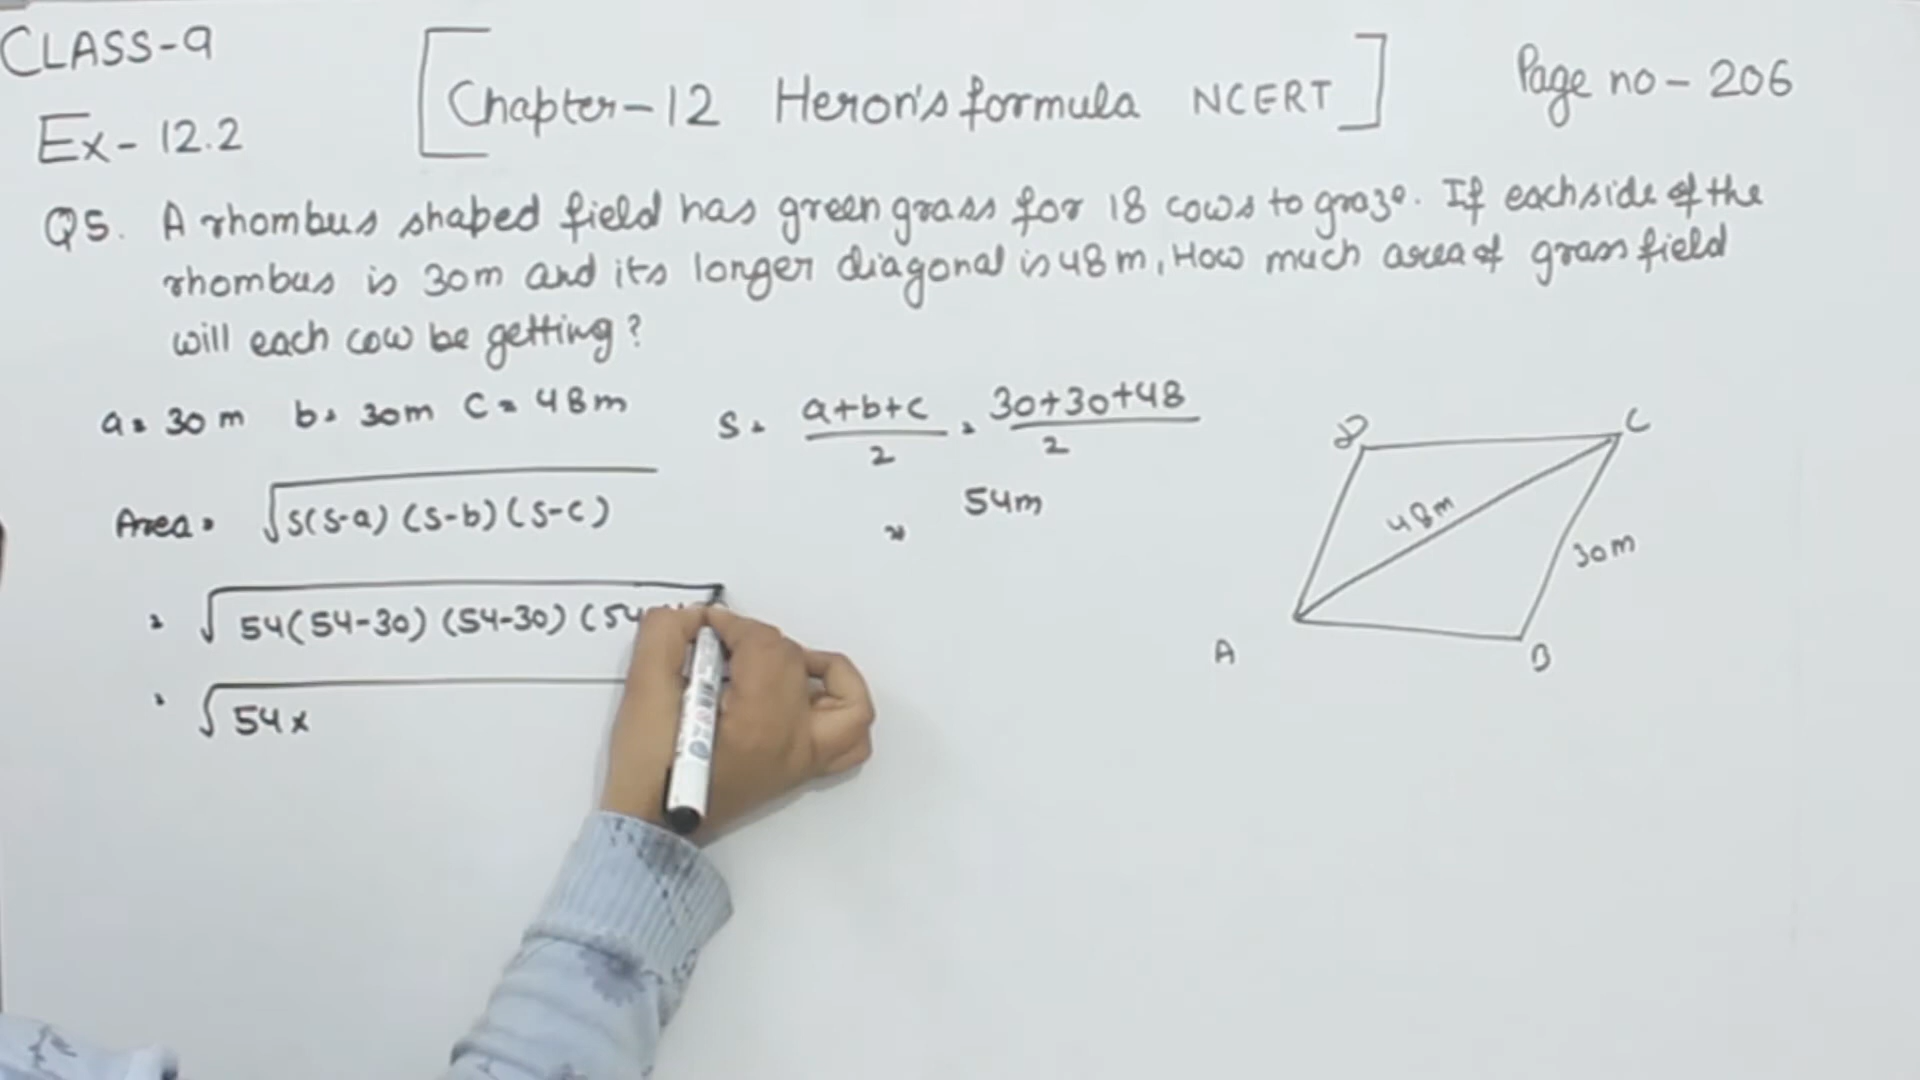 CLASS-9
[Chapter-12 Heron's formula NCERT]
Page no - 206
Ex- 12.2
Q5. A rhombus shaped field has green grass for 18 cows to graze. If each side of the
rhombus is 30m and its longer diagonal is 48m, How much area of grass field
will each cow be getting?
a = 30m b = 30m C = 48m
S = a+b+c/2 = 30+30+48/2
= 54m
Area = √S(S-a) (S-b) (S-c)
= √54(54-30) (54-30) (54
= √54x
D
C
48m
30m
A
B